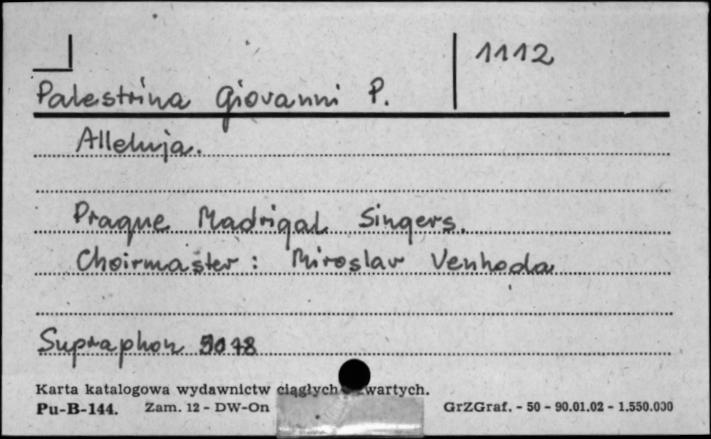 1112
Palestrina Giovanni P.
Alleluja.
Prague Madrigal Singers.
Choirmaster: Miroslav Venhoda
Supraphon
Karta katalogowa wydawnictw ciągłych
Pu-B-144. Zam. 12 - DW-On GrZGraf. - 50 - 90.01.02 - 1.550.000